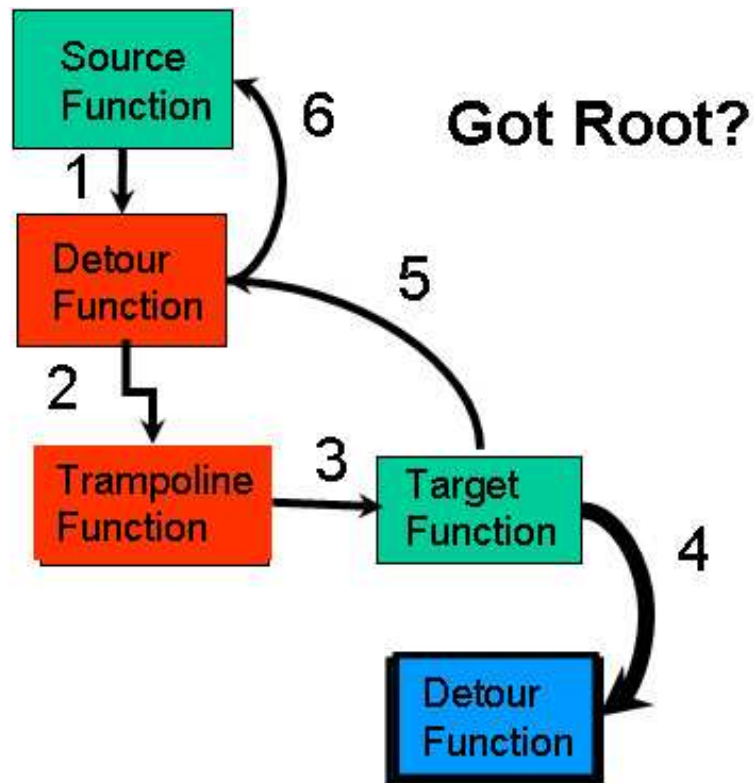 Source
Function
6
Got Root?
1
Detour
Function
5
2
Trampoline
Function
3
Target
Function
4
Detour
Function